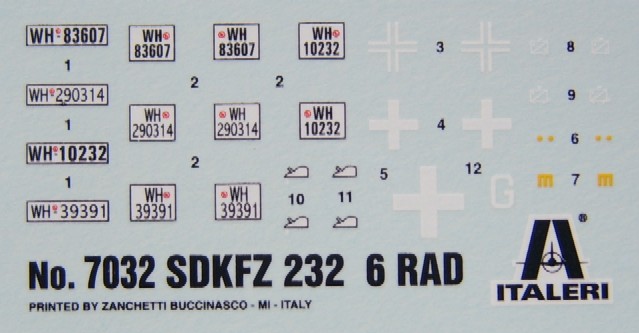 WH 83607
WH
83607
WH
83607
WH
10232
3
8
1
2
2
WH 290314
9
1
WH
290314
WH
290314
WH
10232
4
6
WH 10232
2
5
12
1
7
m
m
WH 39391
WH
39391
WH
39391
10
11
G
®
No. 7032 SDKFZ 232 6 RAD
ITALERI
PRINTED BY ZANCHETTI BUCCINASCO - MI - ITALY